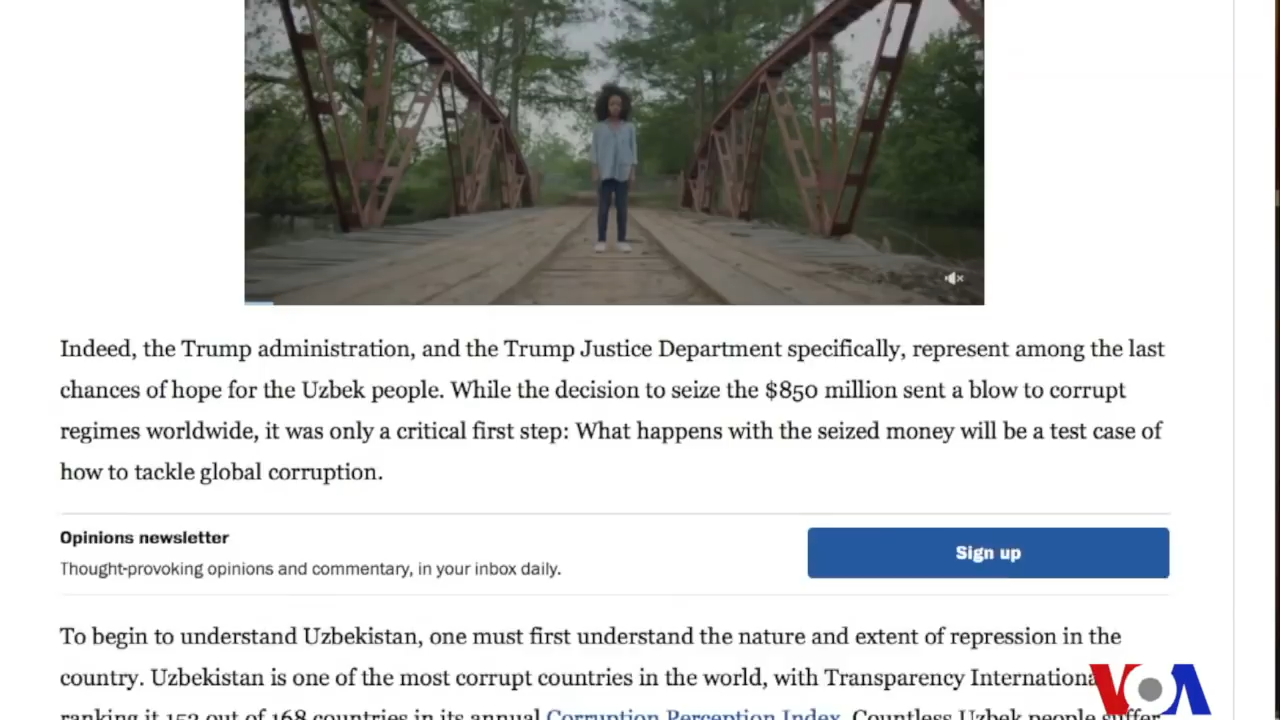 Indeed, the Trump administration, and the Trump Justice Department specifically, represent among the last
chances of hope for the Uzbek people. While the decision to seize the $850 million sent a blow to corrupt
regimes worldwide, it was only a critical first step: What happens with the seized money will be a test case of
how to tackle global corruption.
Opinions newsletter
Thought-provoking opinions and commentary, in your inbox daily.
Sign up
To begin to understand Uzbekistan, one must first understand the nature and extent of repression in the
country. Uzbekistan is one of the most corrupt countries in the world, with Transparency Internationa
VOA
ranking it 153 out of 168 countries in its annual Corruption Perception Index. Countless Uzbek people suffer